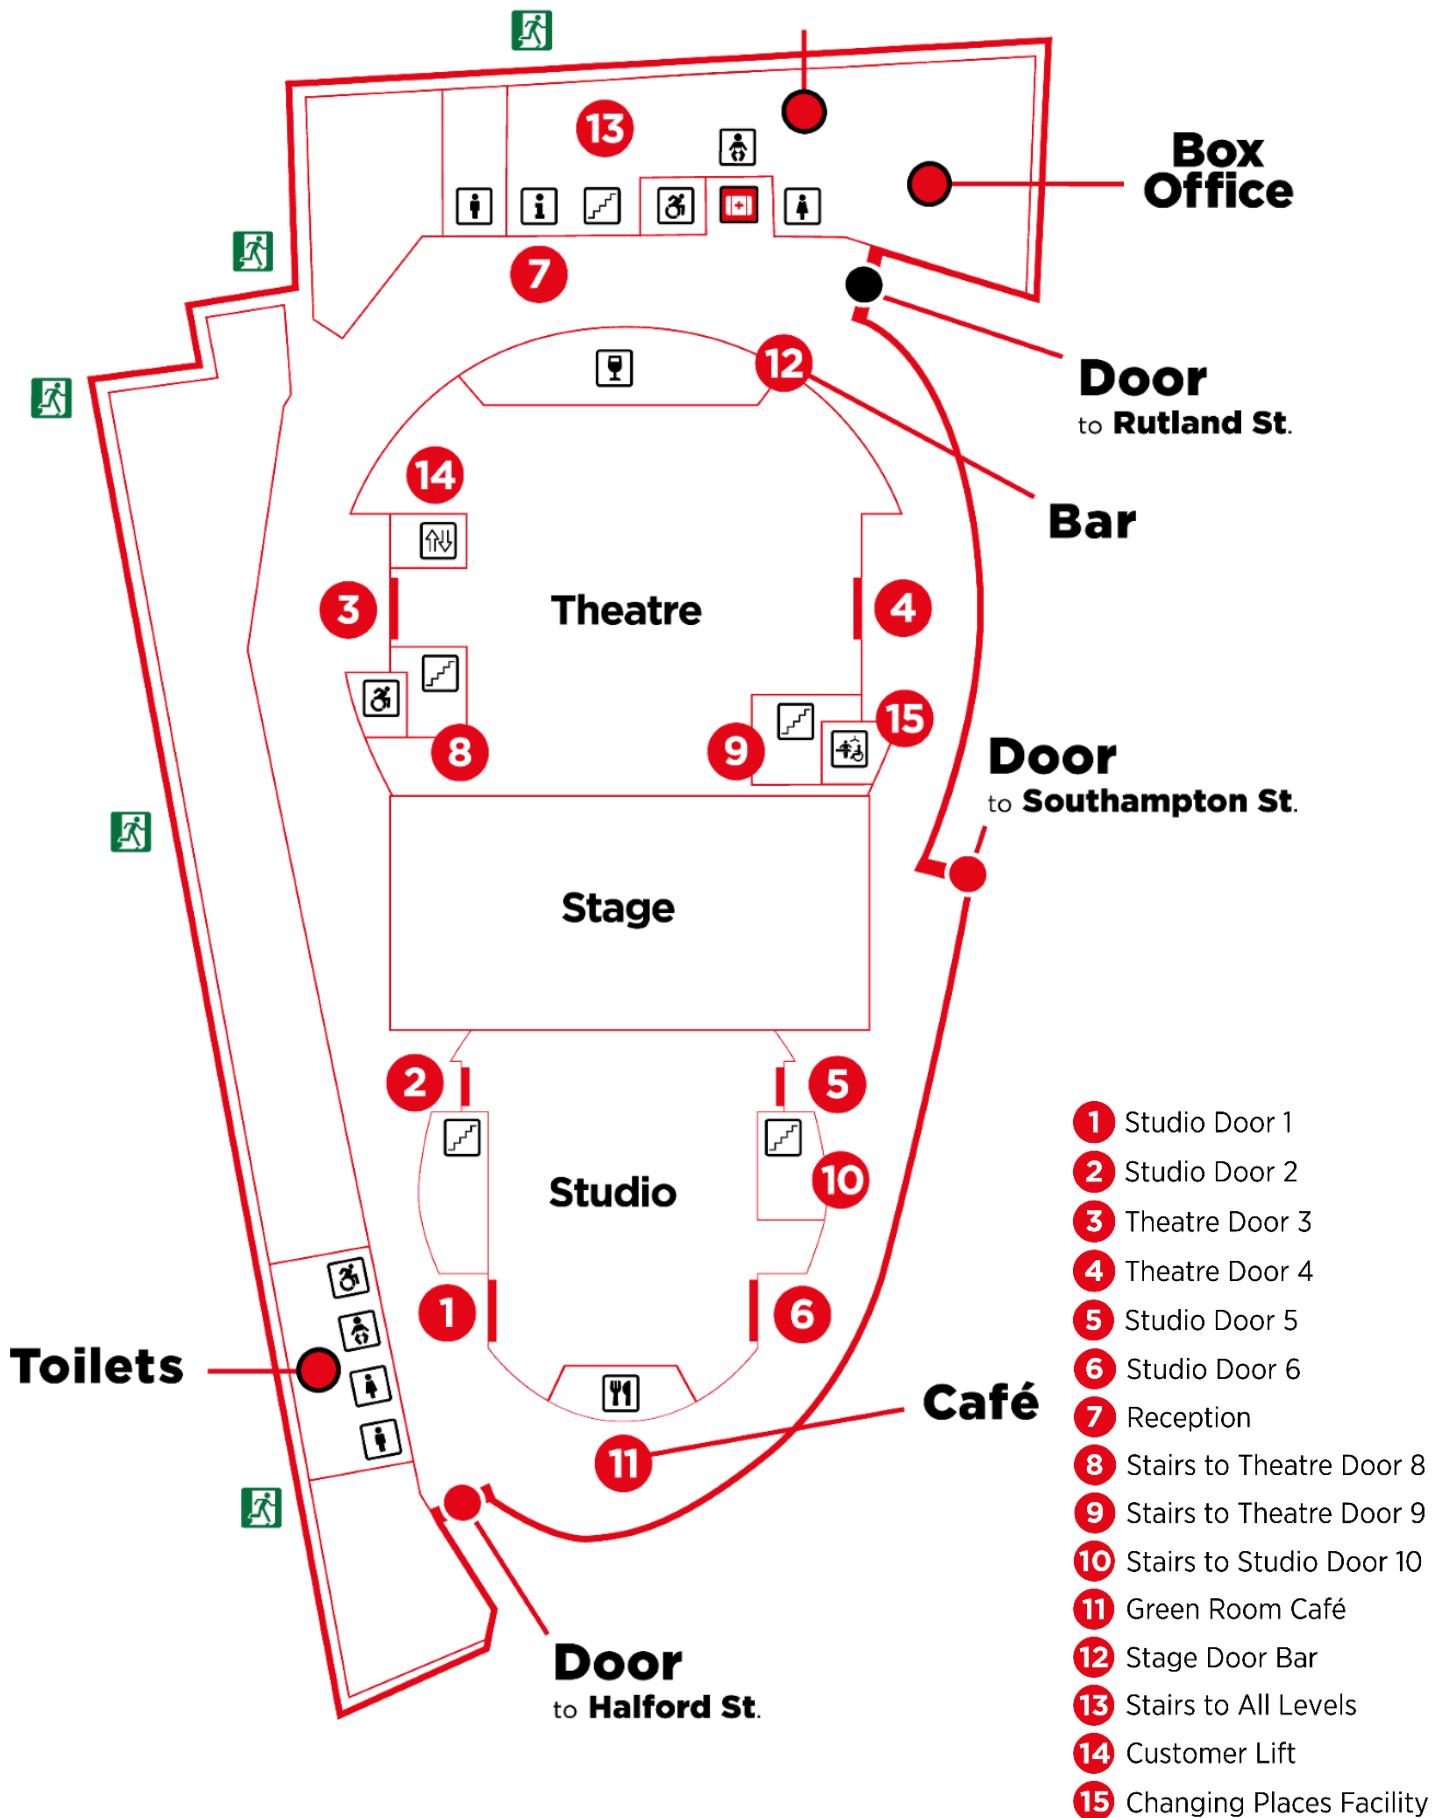 13
Box
Office
7
12
Door
to Rutland St.
14
Bar
3
Theatre
4
8
9
15
Door
to Southampton St.
Stage
2
5
Studio
10
1
6
Toilets
Café
11
Door
to Halford St.
1 Studio Door 1
2 Studio Door 2
3 Theatre Door 3
4 Theatre Door 4
5 Studio Door 5
6 Studio Door 6
7 Reception
8 Stairs to Theatre Door 8
9 Stairs to Theatre Door 9
10 Stairs to Studio Door 10
11 Green Room Café
12 Stage Door Bar
13 Stairs to All Levels
14 Customer Lift
15 Changing Places Facility